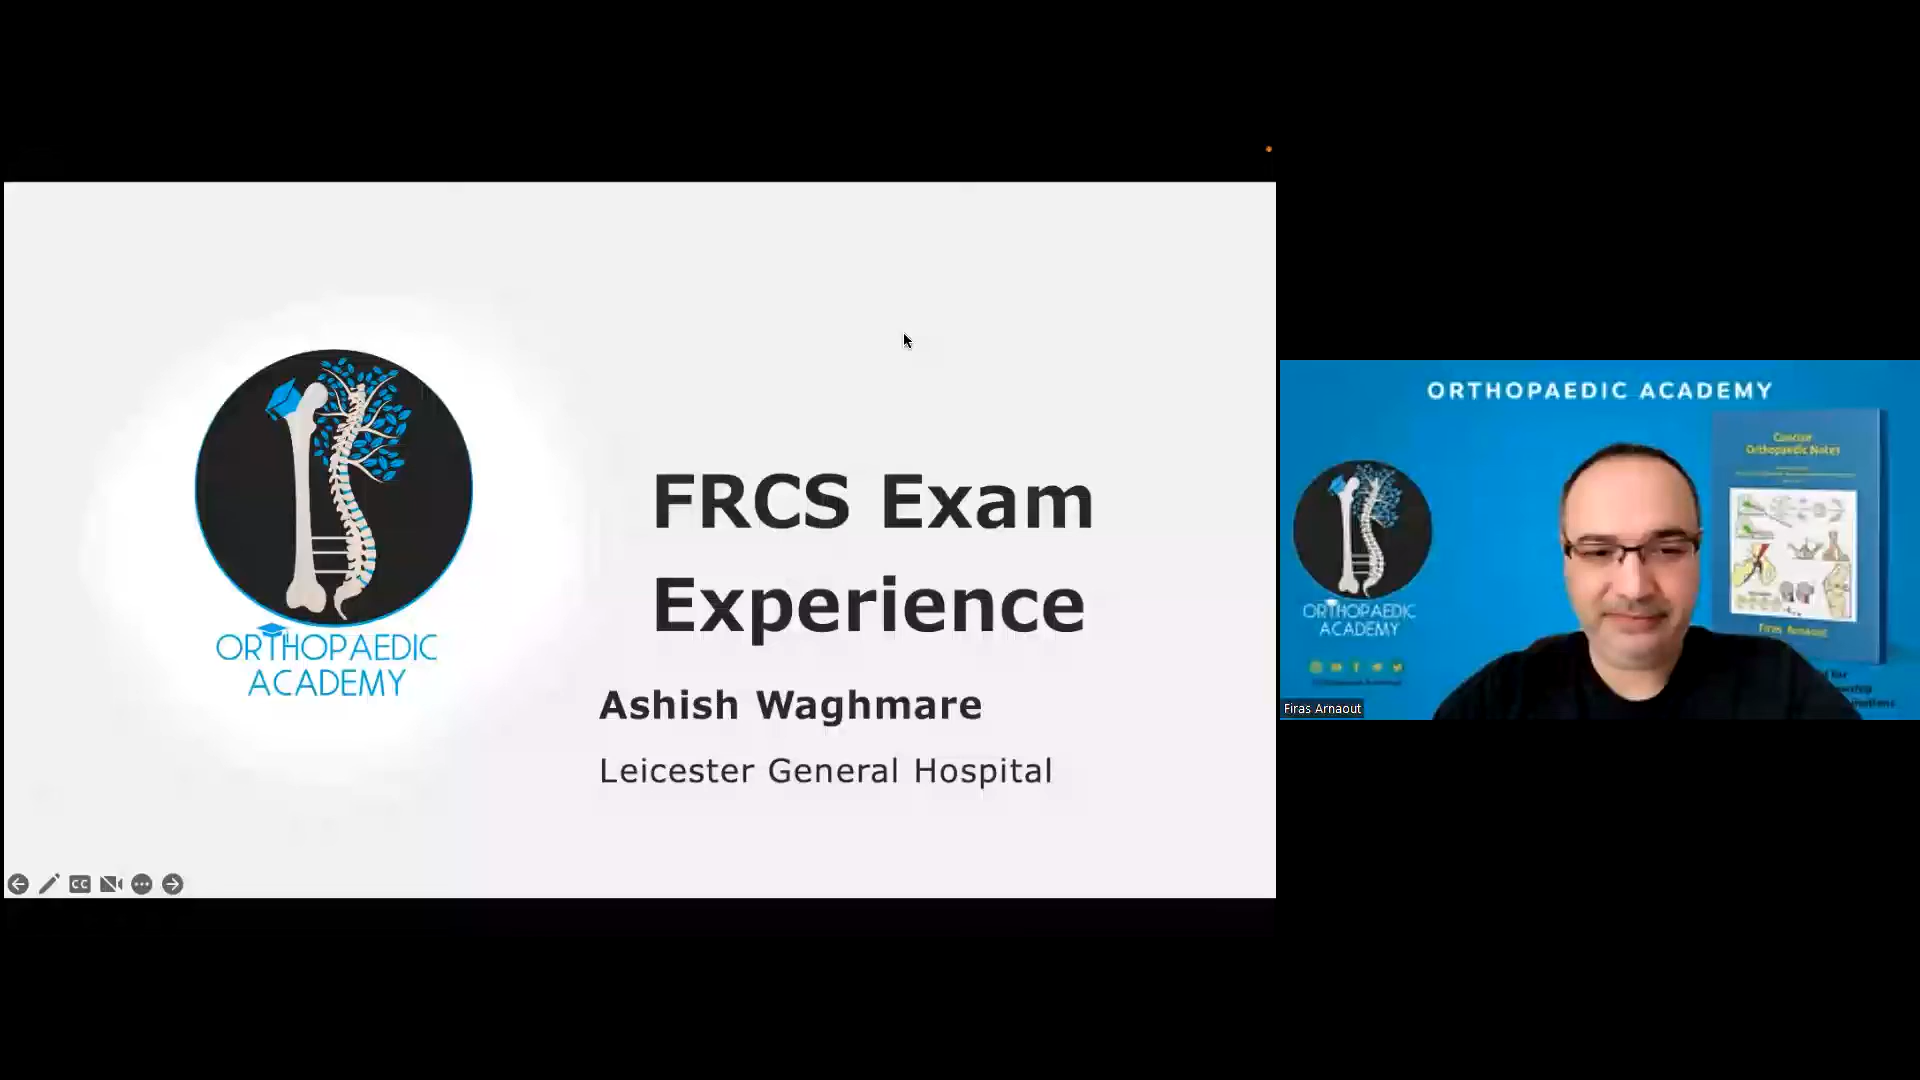 FRCS Exam
Experience
Ashish Waghmare
Leicester General Hospital
ORTHOPAEDIC
ACADEMY
CC
ORTHOPAEDIC ACADEMY
Concise
Orthopaedic Notes
Firas Arnaout
ORTHOPAEDIC
ACADEMY
Firas Arnaout